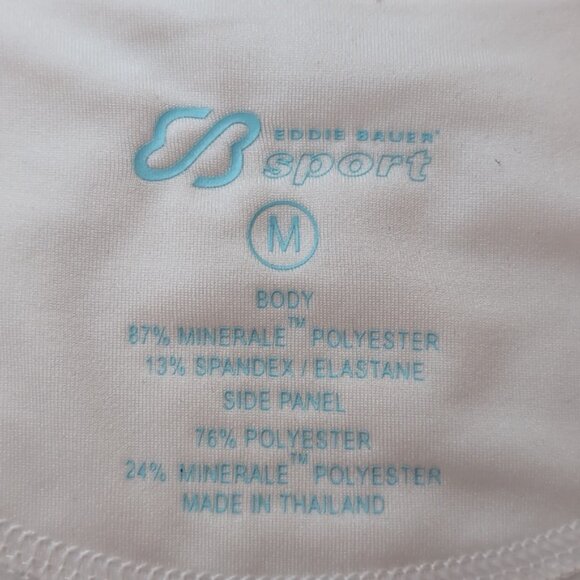 EDDIE BAUER®
sport
M
BODY
87% MINERALE™ POLYESTER
13% SPANDEX / ELASTANE
SIDE PANEL
76% POLYESTER
24% MINERALE™ POLYESTER
MADE IN THAILAND